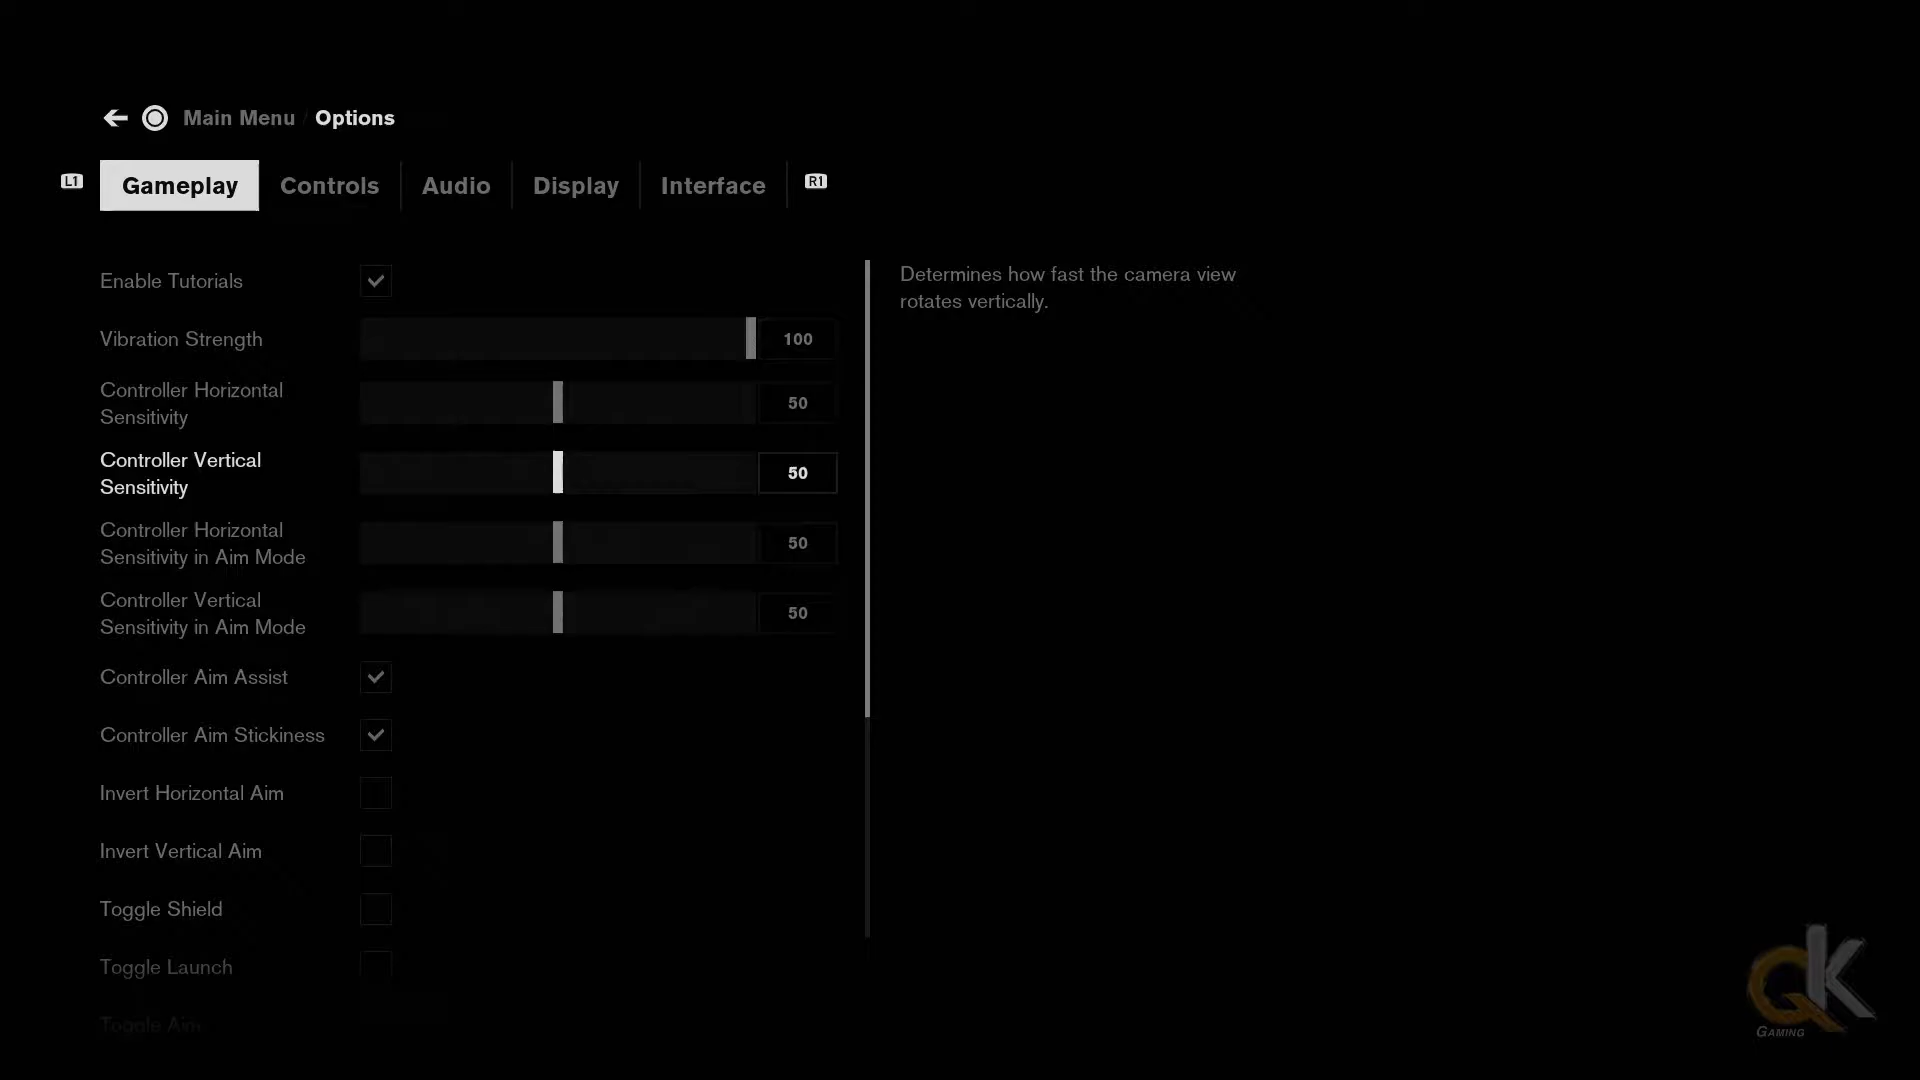 Main Menu / Options
L1 Gameplay Controls Audio Display Interface R1
Enable Tutorials
Determines how fast the camera view
rotates vertically.
Vibration Strength 100
Controller Horizontal
Sensitivity
50
Controller Vertical
Sensitivity
50
Controller Horizontal
Sensitivity in Aim Mode
50
Controller Vertical
Sensitivity in Aim Mode
50
Controller Aim Assist
Controller Aim Stickiness
Invert Horizontal Aim
Invert Vertical Aim
Toggle Shield
Toggle Launch
Toggle Aim
QK
GAMING